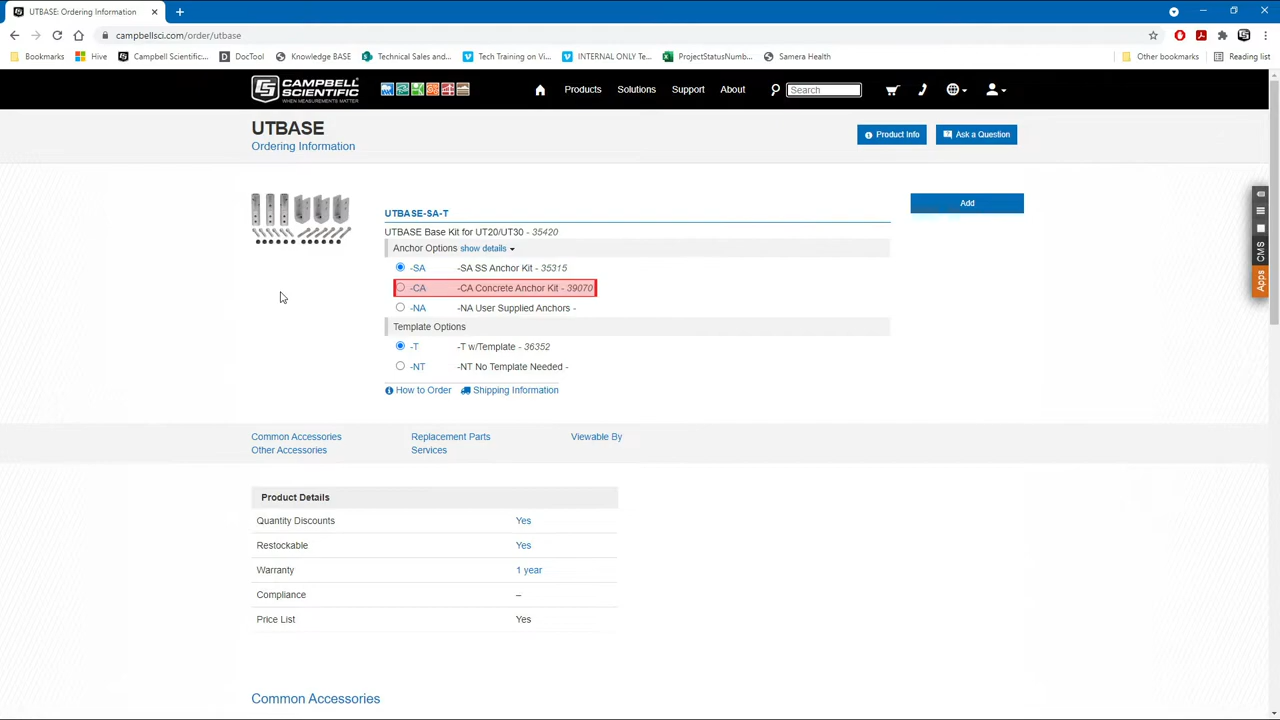 UTBASE: Ordering Information
campbellsci.com/order/utbase
Bookmarks Hive Campbell Scientific... DocTool Knowledge BASE Technical Sales and... Tech Training on Vi... INTERNAL ONLY Te... ProjectStatusNumb... Samera Health Other bookmarks Reading list
CAMPBELL SCIENTIFIC
WHEN MEASUREMENTS MATTER
Products Solutions Support About Search
UTBASE
Ordering Information
Product Info Ask a Question
UTBASE-SA-T
Add
UTBASE Base Kit for UT20/UT30 - 35420
Anchor Options show details
-SA -SA SS Anchor Kit - 35315
-CA -CA Concrete Anchor Kit - 39070
-NA -NA User Supplied Anchors -
Template Options
-T -T w/Template - 36352
-NT -NT No Template Needed -
How to Order Shipping Information
CMS
Apps
Common Accessories Replacement Parts Viewable By
Other Accessories Services
Product Details
Quantity Discounts Yes
Restockable Yes
Warranty 1 year
Compliance –
Price List Yes
Common Accessories